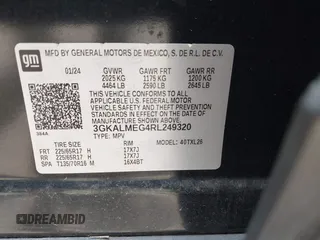 gm
MFD BY GENERAL MOTORS DE MEXICO, S. DE R.L. DE C.V.
01/24 GVWR GAWR FRT GAWR RR
2025 KG 1175 KG 1200 KG
4464 LB 2590 LB 2645 LB
THIS VEHICLE CONFORMS TO ALL
APPLICABLE U.S. FEDERAL MOTOR
VEHICLE SAFETY AND THEFT
PREVENTION STANDARDS IN EFFECT
ON THE DATE OF MANUFACTURE
SHOWN ABOVE.
3GKALMEG4RL249320
TYPE: MPV MODEL: 40TXL26
TIRE SIZE RIM
FRT 225/65R17 H 17X7J
RR 225/65R17 H 17X7J
SPA T135/70R16 M 16X4BT
© AutoBidMaster